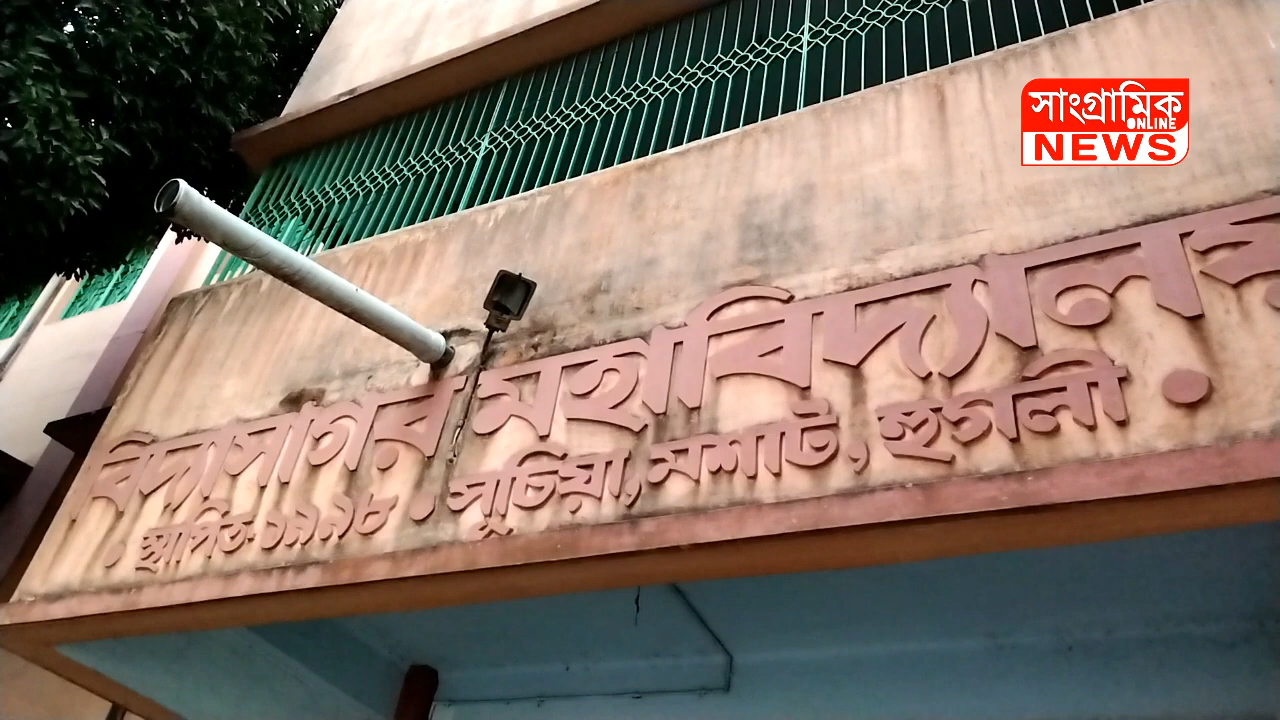 সাংগ্রামিক
ONLINE
NEWS
বিদ্যাসাগর মহাবিদ্যালয়
• স্থাপিত-১৯৯৮ • সূচিয়া, মশাট, হুগলী •